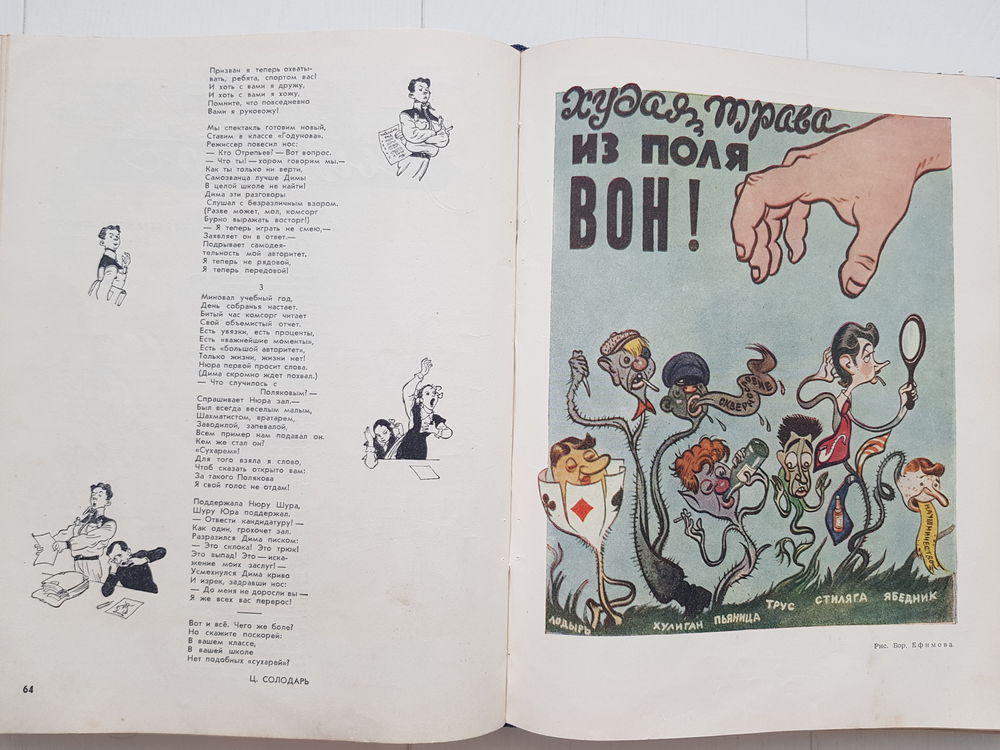 Призван я теперь охваты-
вать, ребята, спортом вас!
И хоть с вами я дружу,
И хоть с вами я хожу,
Помните, что повседневно
Вами я руковожу!
Мы спектакль готовим новый,
Ставим в классе «Годунова».
Режиссер повесил нос:
— Кто Отрепьев? — Вот вопрос.
— Что ты! — хором говорим мы.—
Как ты только ни верти,
Самозванца лучше Димы
В целой школе не найти!
Дима эти разговоры
Слушал с безразличным взором.
(Разве может, мол, комсорг
Бурно выражать восторг!)
— Я теперь играть не смею,—
Заявляет он в ответ.—
Подрывает самодея-
тельность мой авторитет.
Я теперь не рядовой,
Я теперь передовой!
3
Миновал учебный год,
День собранья настает.
Битый час комсорг читает
Свой объемистый отчет.
Есть увязки, есть проценты,
Есть «важнейшие моменты»,
Есть «большой авторитет»,
Только жизни, жизни нет!
Нюра первой просит слова.
(Дима скромно ждет похвал.)
— Что случилось с
Поляковым? —
Спрашивает Нюра зал.—
Был всегда веселым малым,
Шахматистом, вратарем,
Заводилой, запевалой,
Всем пример нам подавал он.
Кем же стал он?
«Сухарем»!
Для того взяла я слово,
Чтоб сказать открыто вам:
За такого Полякова
Я свой голос не отдам!
Поддержала Нюру Шура,
Шуру Юра поддержал.
— Отвести кандидатуру! —
Как один, грохочет зал.
Разразился Дима писком:
— Это склока! Это трюк!
Это выпад! Это — иска-
жение моих заслуг! —
Усмехнулся Дима криво
И изрек, задравши нос:
— До меня не доросли вы —
Я же всех вас перерос!
Вот и всё. Чего же боле?
Но скажите поскорей:
В вашем классе,
В вашей школе
Нет подобных «сухарей»?
Ц. СОЛОДАРЬ
64
Худая трава
ИЗ ПОЛЯ
ВОН!
СКВЕРНОСЛОВИЕ
НАУШНИЧЕСТВО
ЛОДЫРЬ
ХУЛИГАН
ПЬЯНИЦА
ТРУС
СТИЛЯГА
ЯБЕДНИК
Рис. Бор. Ефимова.